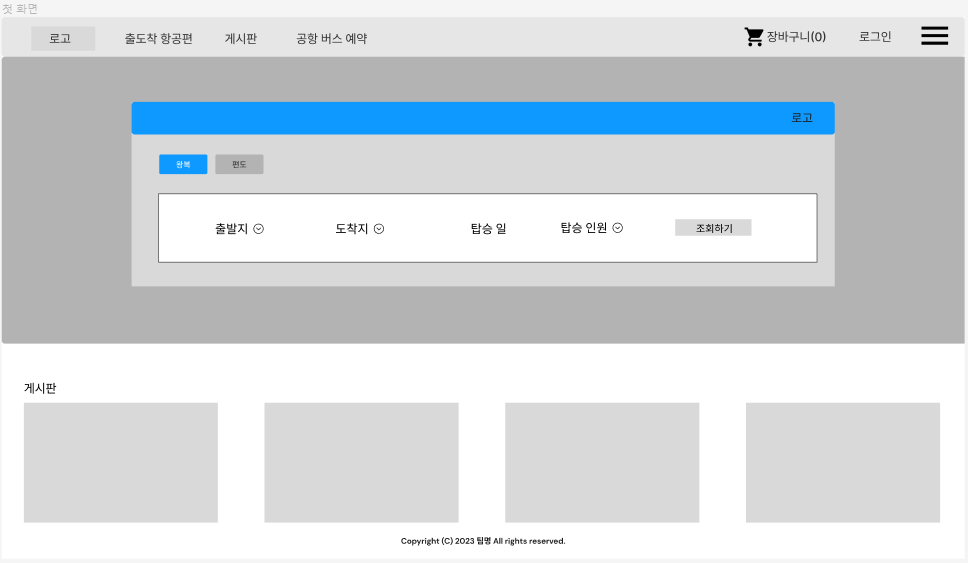 첫 화면
로고 출도착 항공편 게시판 공항 버스 예약 장바구니(0) 로그인
로고
왕복 편도
출발지 도착지 탑승 일 탑승 인원 조회하기
게시판
Copyright (C) 2023 팀명 All rights reserved.